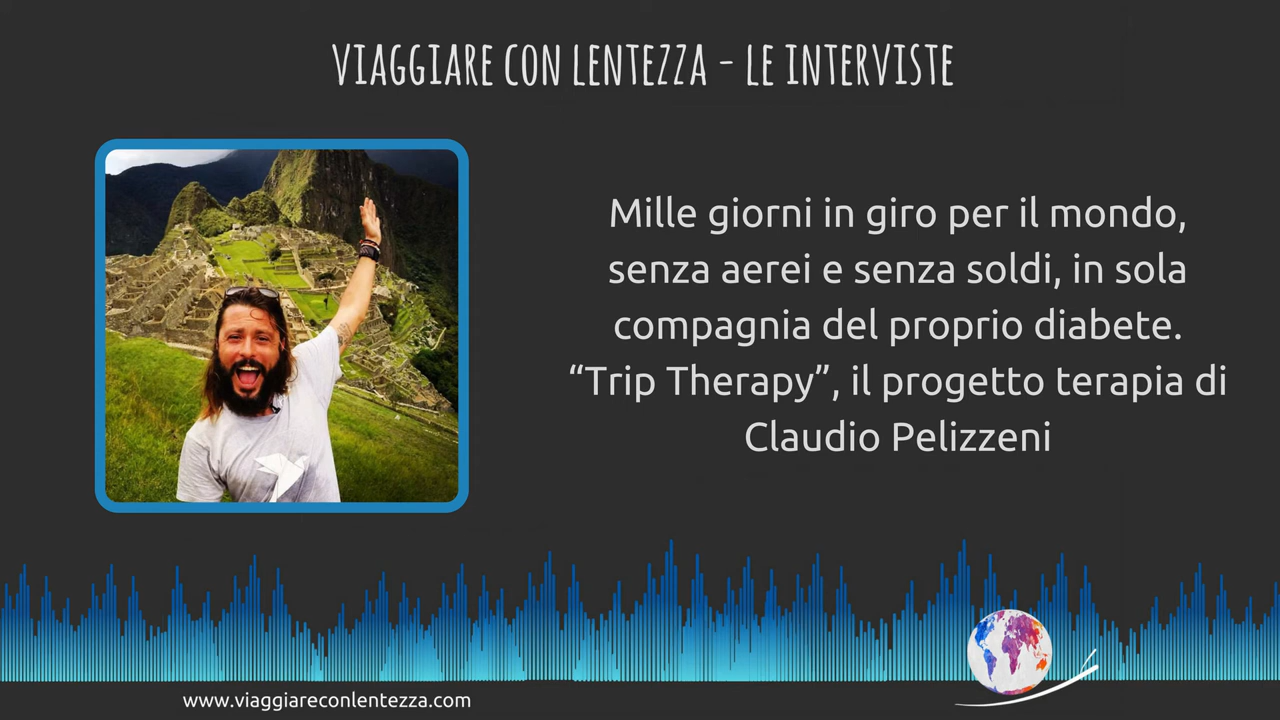 VIAGGIARE CON LENTEZZA - LE INTERVISTE
Mille giorni in giro per il mondo,
senza aerei e senza soldi, in sola
compagnia del proprio diabete.
“Trip Therapy”, il progetto terapia di
Claudio Pelizzeni
www.viaggiareconlentezza.com